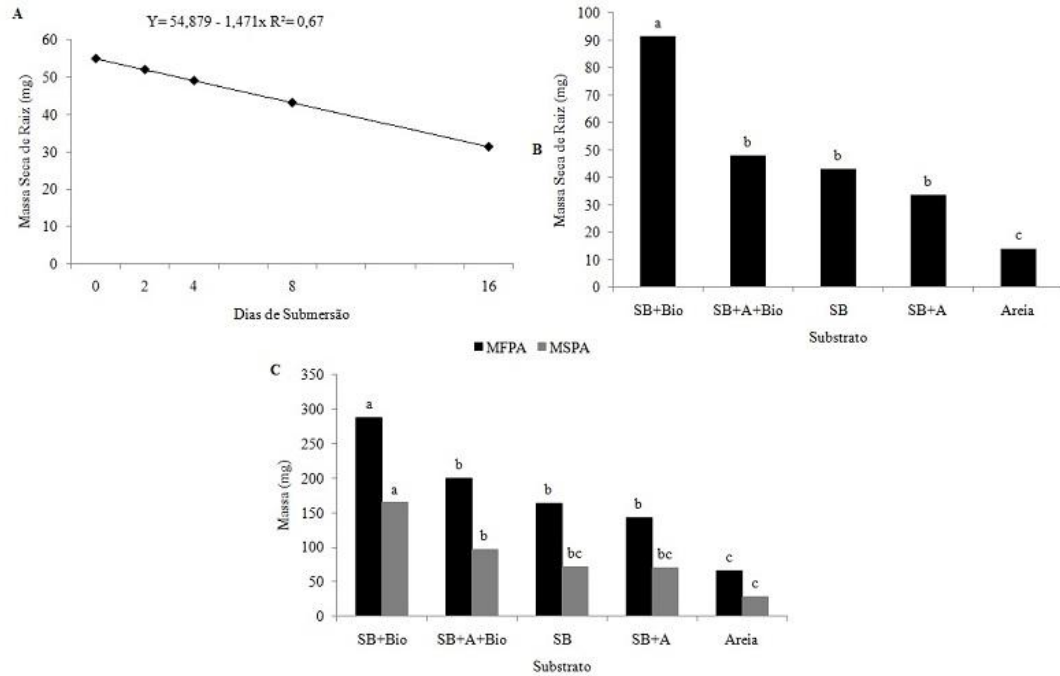 A
Y= 54,879 - 1,471x R²= 0,67
Massa Seca de Raiz (mg)
60
50
40
30
20
10
0
0 2 4 8 16
Dias de Submersão
B
Massa Seca de Raiz (mg)
100
90
80
70
60
50
40
30
20
10
0
a b b b c
SB+Bio SB+A+Bio SB SB+A Areia
Substrato
MFPA MSPA
C
Massa (mg)
350
300
250
200
150
100
50
0
a a b b b bc b bc c c
SB+Bio SB+A+Bio SB SB+A Areia
Substrato